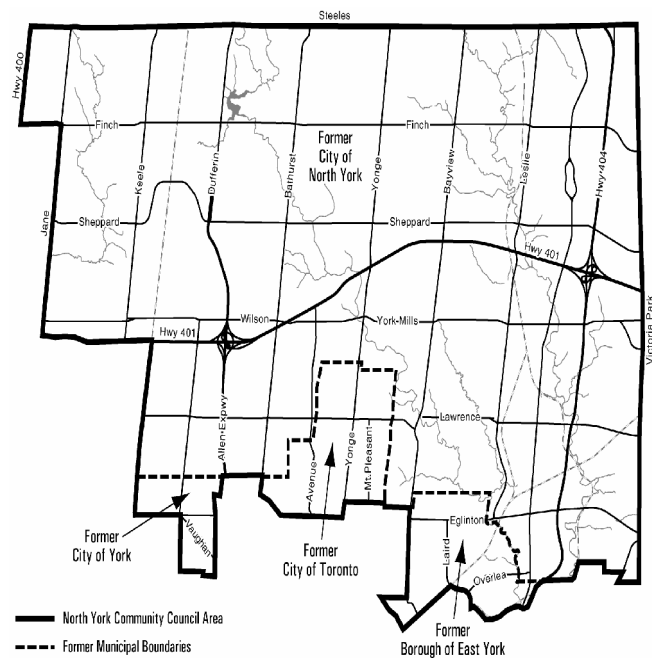 Steeles
Hwy 400
Finch
Finch
Former
City of
North York
Keele
Dufferin
Bathurst
Yonge
Bayview
Leslie
Hwy 404
Jane
Sheppard
Sheppard
Hwy 401
Wilson
York-Mills
Hwy 401
Victoria Park
Allen-Expwy
Avenue
Yonge
Mt.Pleasant
Lawrence
Former
City of York
Vaughan
Former
City of Toronto
Eglinton
Laird
Overlea
Former
Borough of East York
North York Community Council Area
Former Municipal Boundaries